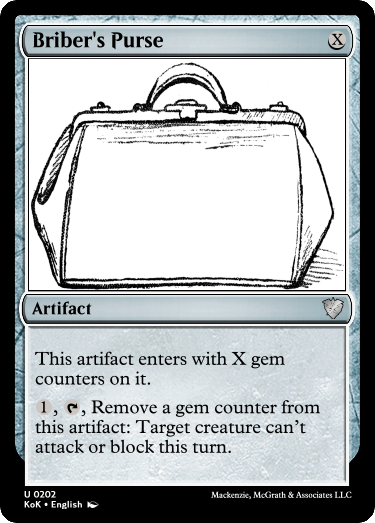 Briber's Purse X
Artifact
This artifact enters with X gem
counters on it.
1, , Remove a gem counter from
this artifact: Target creature can't
attack or block this turn.
U 0202
KoK • English
Mackenzie, McGrath & Associates LLC